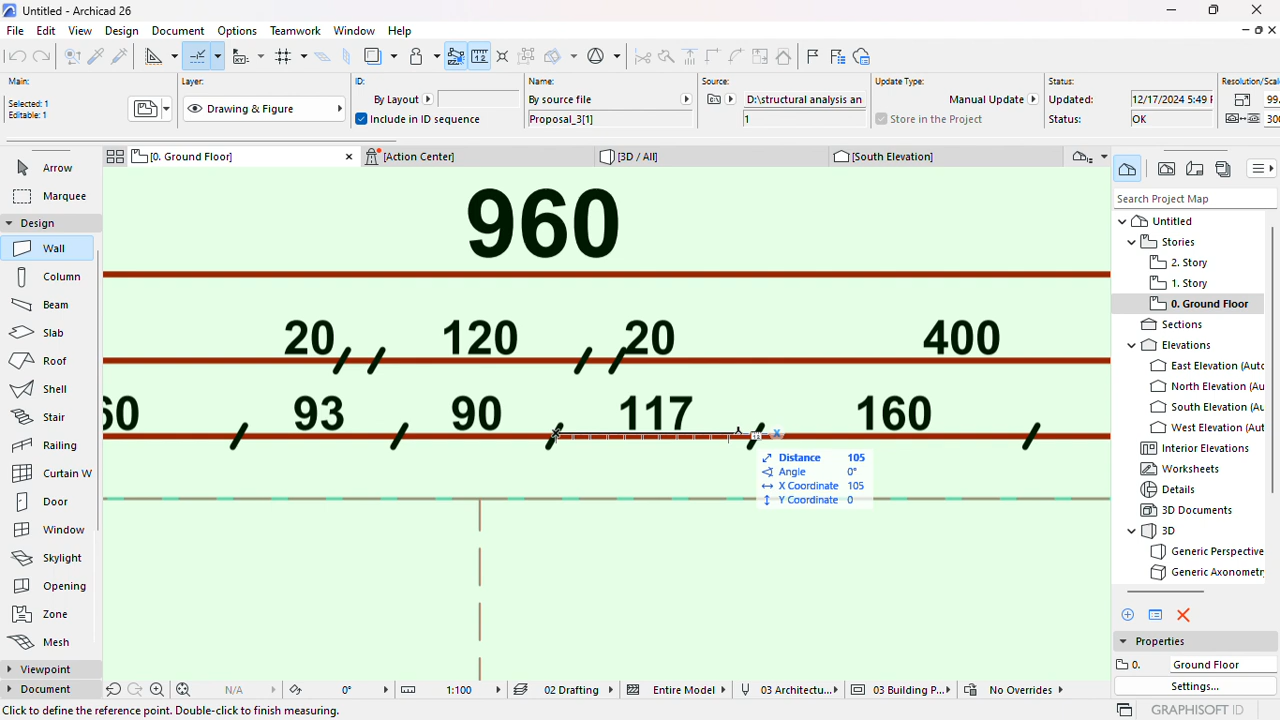 Untitled - Archicad 26
File Edit View Design Document Options Teamwork Window Help
Main: Layer: ID: Name: Source: Update Type: Status: Resolution/Sca
Selected: 1
Editable: 1
Drawing & Figure
By Layout
Include in ID sequence
By source file
Proposal_3[1]
D:\structural analysis an
1
Manual Update
Store in the Project
Updated: 12/17/2024 5:49 F
Status: OK
99.
300
[0. Ground Floor] [Action Center] [3D / All] [South Elevation]
Arrow
Marquee
Design
Wall
Column
Beam
Slab
Roof
Shell
Stair
Railing
Curtain W
Door
Window
Skylight
Opening
Zone
Mesh
Viewpoint
Document
960
20 120 20 400
60 93 90 117 160
Distance 105
Angle 0°
X Coordinate 105
Y Coordinate 0
Search Project Map
Untitled
Stories
2. Story
1. Story
0. Ground Floor
Sections
Elevations
East Elevation (Auto
North Elevation (Au
South Elevation (Au
West Elevation (Aut
Interior Elevations
Worksheets
Details
3D Documents
3D
Generic Perspective
Generic Axonometr
Properties
0. Ground Floor
Settings...
N/A 0° 1:100 02 Drafting Entire Model 03 Architectu... 03 Building P... No Overrides
Click to define the reference point. Double-click to finish measuring.
GRAPHISOFT ID